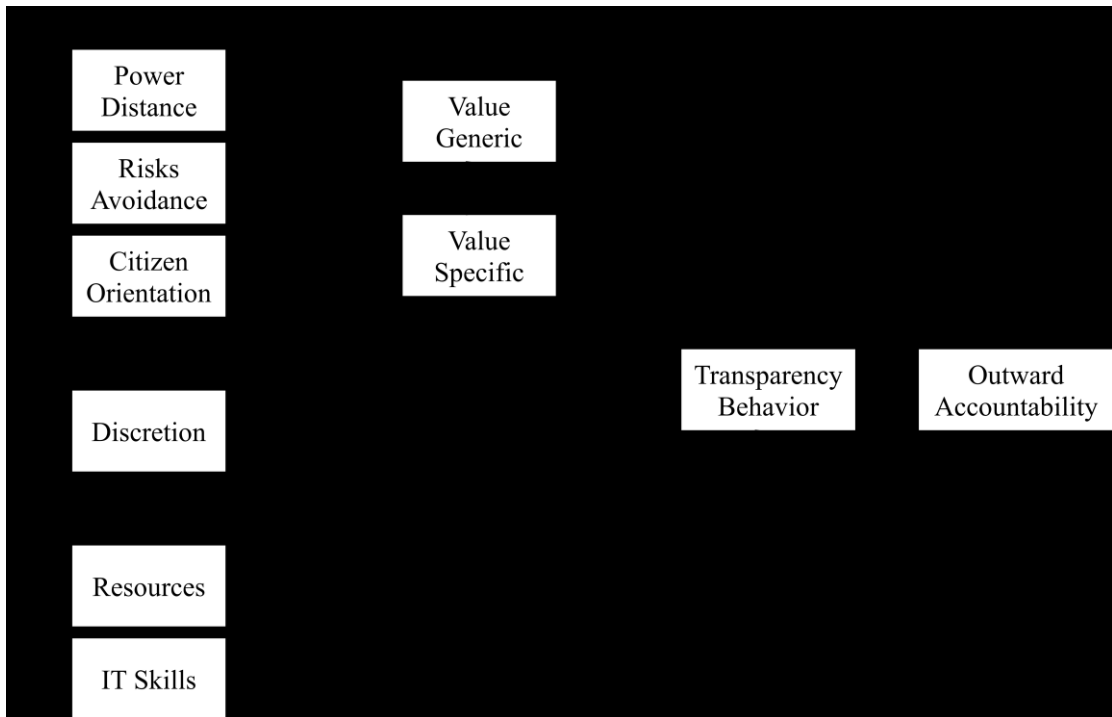 Power
Distance
Risks
Avoidance
Citizen
Orientation
Discretion
Resources
IT Skills
Value
Generic
Value
Specific
Transparency
Behavior
Outward
Accountability